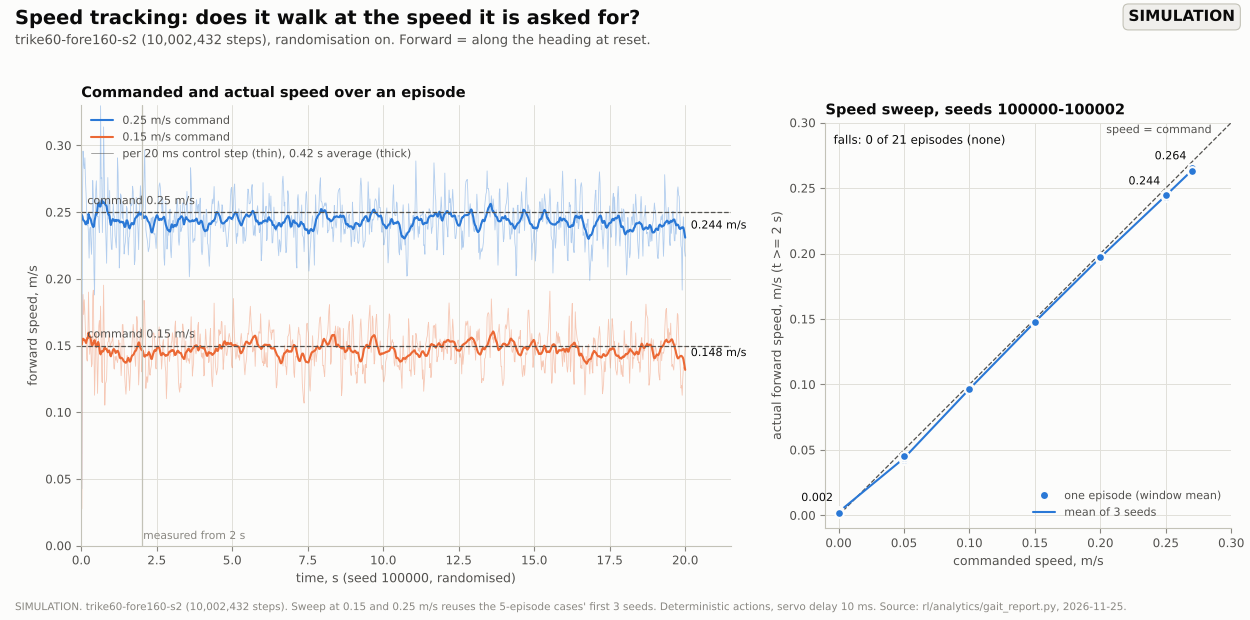 Speed tracking: does it walk at the speed it is asked for?
SIMULATION
trike60-fore160-s2 (10,002,432 steps), randomisation on. Forward = along the heading at reset.
Commanded and actual speed over an episode
0.25 m/s command
0.15 m/s command
per 20 ms control step (thin), 0.42 s average (thick)
command 0.25 m/s
0.244 m/s
command 0.15 m/s
0.148 m/s
measured from 2 s
forward speed, m/s
0.30
0.25
0.20
0.15
0.10
0.05
0.00
0.0 2.5 5.0 7.5 10.0 12.5 15.0 17.5 20.0
time, s (seed 100000, randomised)
Speed sweep, seeds 100000-100002
falls: 0 of 21 episodes (none)
speed = command
0.264
0.244
0.002
one episode (window mean)
mean of 3 seeds
actual forward speed, m/s (t >= 2 s)
0.30
0.25
0.20
0.15
0.10
0.05
0.00
0.00 0.05 0.10 0.15 0.20 0.25 0.30
commanded speed, m/s
SIMULATION. trike60-fore160-s2 (10,002,432 steps). Sweep at 0.15 and 0.25 m/s reuses the 5-episode cases' first 3 seeds. Deterministic actions, servo delay 10 ms. Source: rl/analytics/gait_report.py, 2026-11-25.